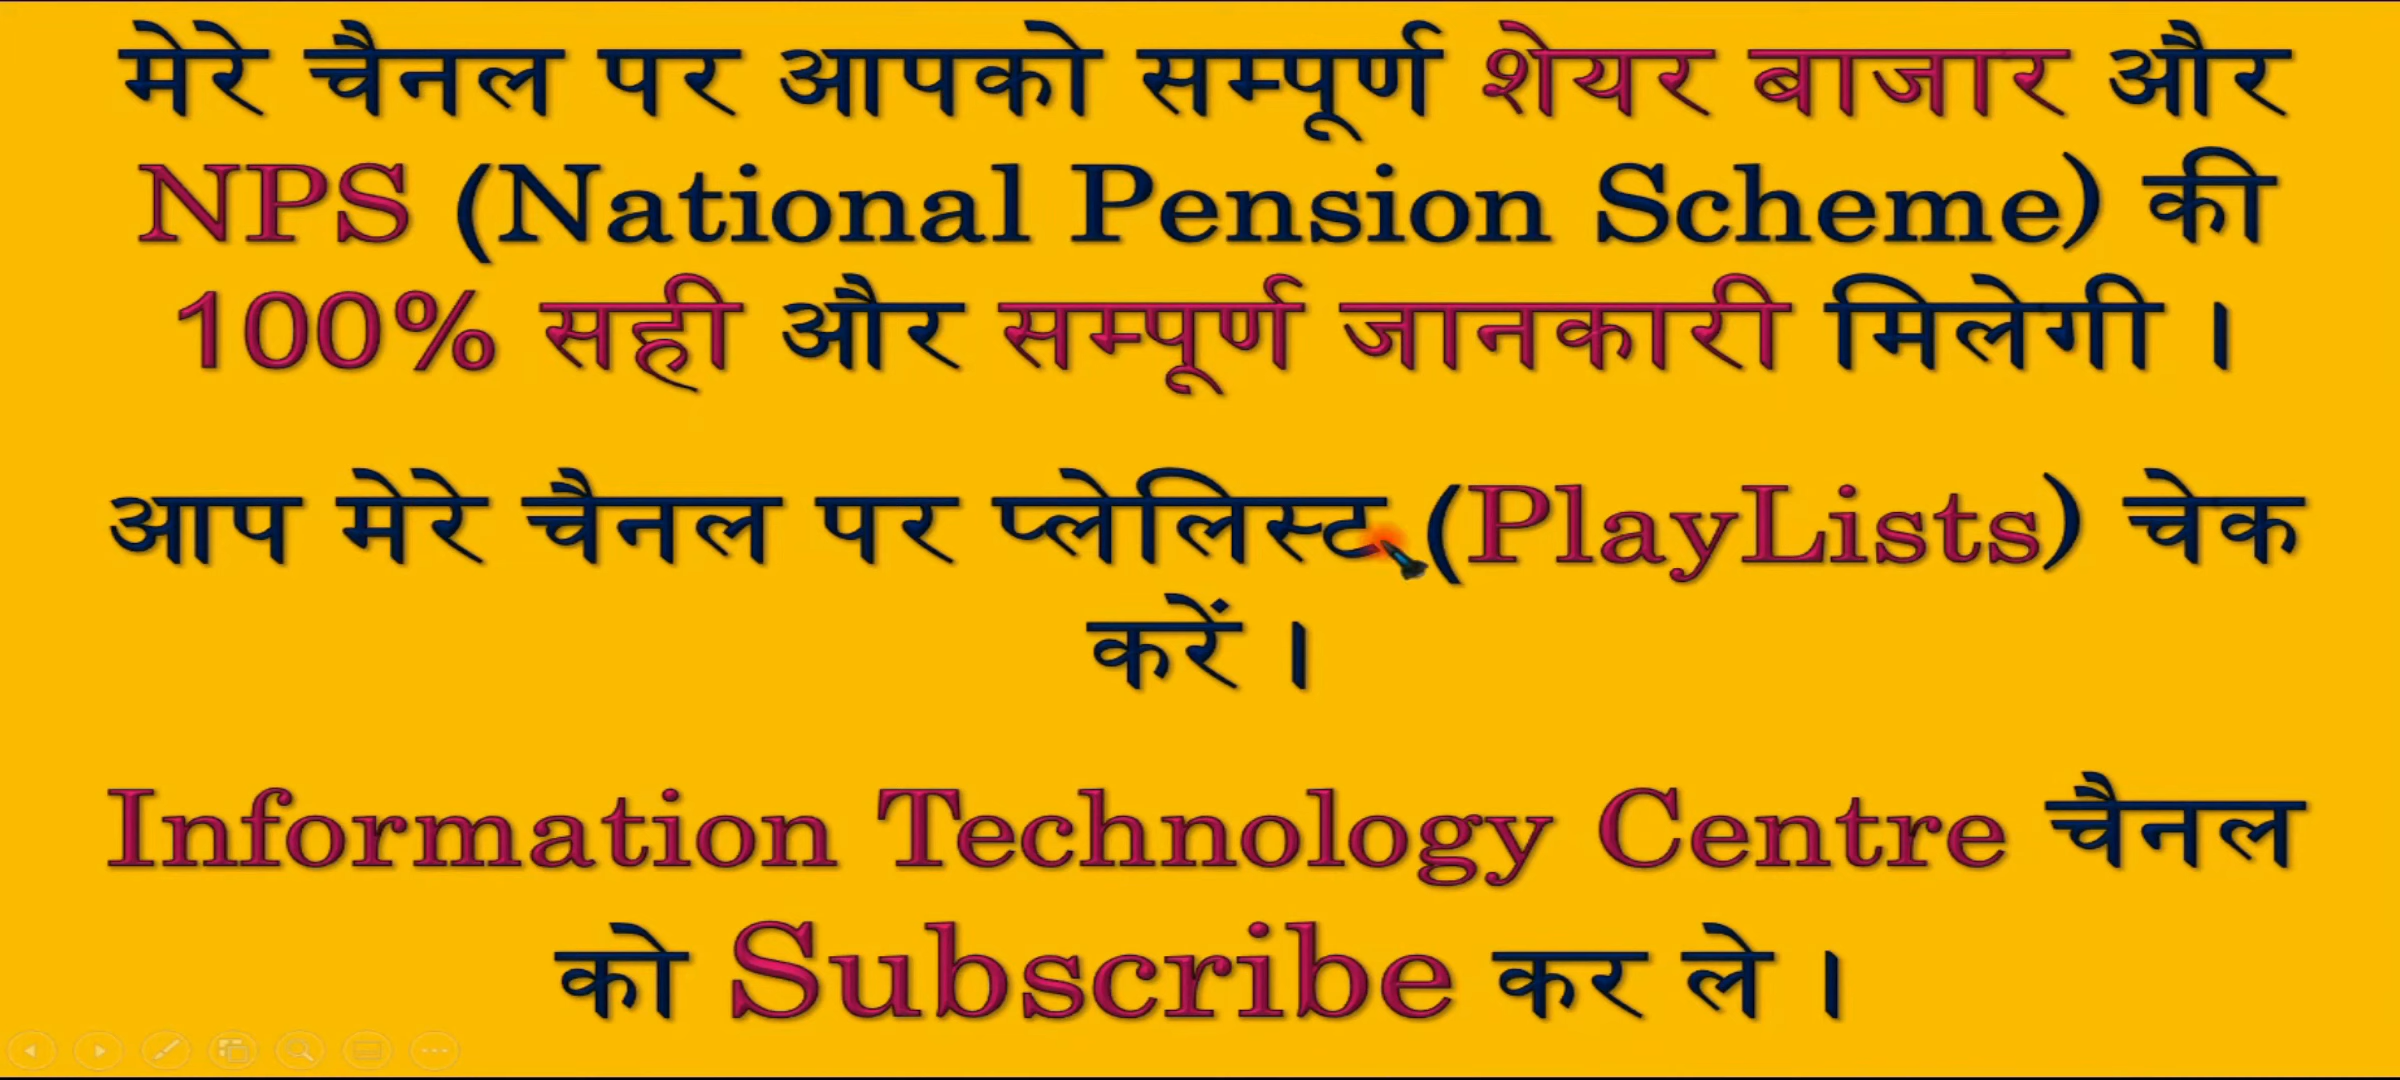 मेरे चैनल पर आपको सम्पूर्ण शेयर बाजार और
NPS (National Pension Scheme) की
100% सही और सम्पूर्ण जानकारी मिलेगी ।
आप मेरे चैनल पर प्लेलिस्ट (PlayLists) चेक
करें ।
Information Technology Centre चैनल
को Subscribe कर ले ।